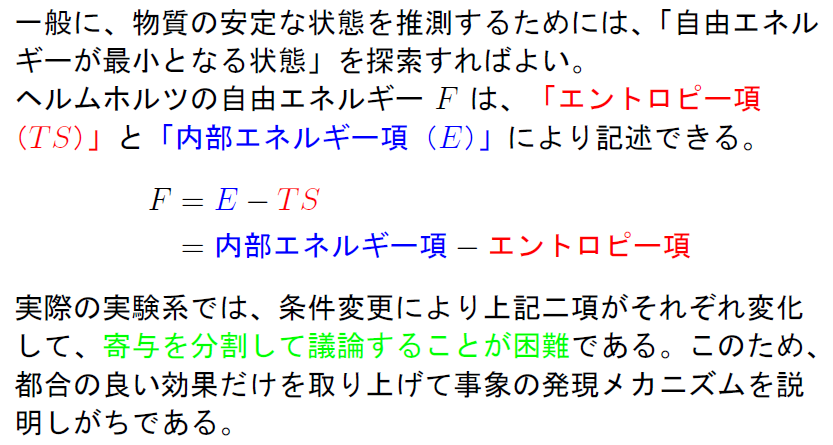 一般に、物質の安定な状態を推測するためには、「自由エネル
ギーが最小となる状態」を探索すればよい。
ヘルムホルツの自由エネルギー F は、「エントロピー項
(TS)」と「内部エネルギー項（E）」により記述できる。
F = E − TS
= 内部エネルギー項 − エントロピー項
実際の実験系では、条件変更により上記二項がそれぞれ変化
して、寄与を分割して議論することが困難である。このため、
都合の良い効果だけを取り上げて事象の発現メカニズムを説
明しがちである。